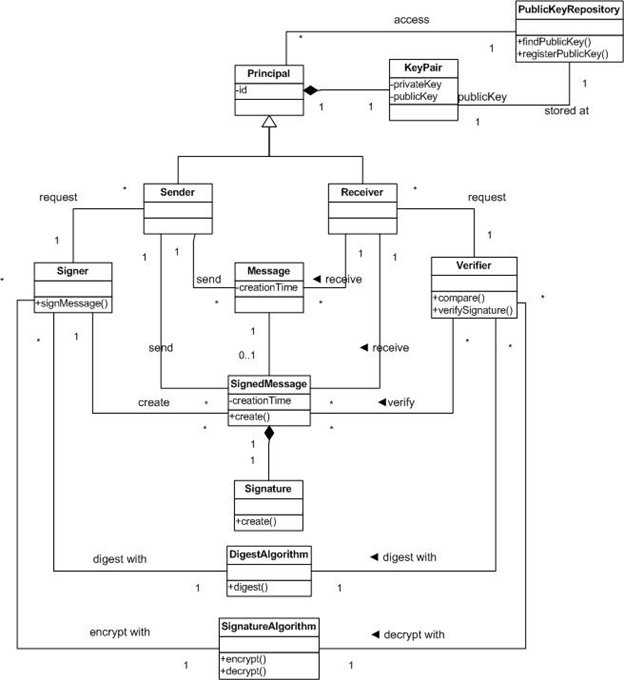 PublicKeyRepository
+findPublicKey()
+registerPublicKey()
access
*
1
Principal
-id
KeyPair
-privateKey
-publicKey
1
1
publicKey
1
1
stored at
Sender
Receiver
request
*
1
*
request
1
Signer
+signMessage()
*
*
1
1
1
send
Message
-creationTime
*
*
◄ receive
1
1
Verifier
+compare()
+verifySignature()
*
*
*
1
0..1
send
◄ receive
SignedMessage
-creationTime
+create()
create
*
*
*
*
◄ verify
1
1
Signature
+create()
DigestAlgorithm
+digest()
digest with
1
◄ digest with
1
SignatureAlgorithm
+encrypt()
+decrypt()
encrypt with
1
◄ decrypt with
1